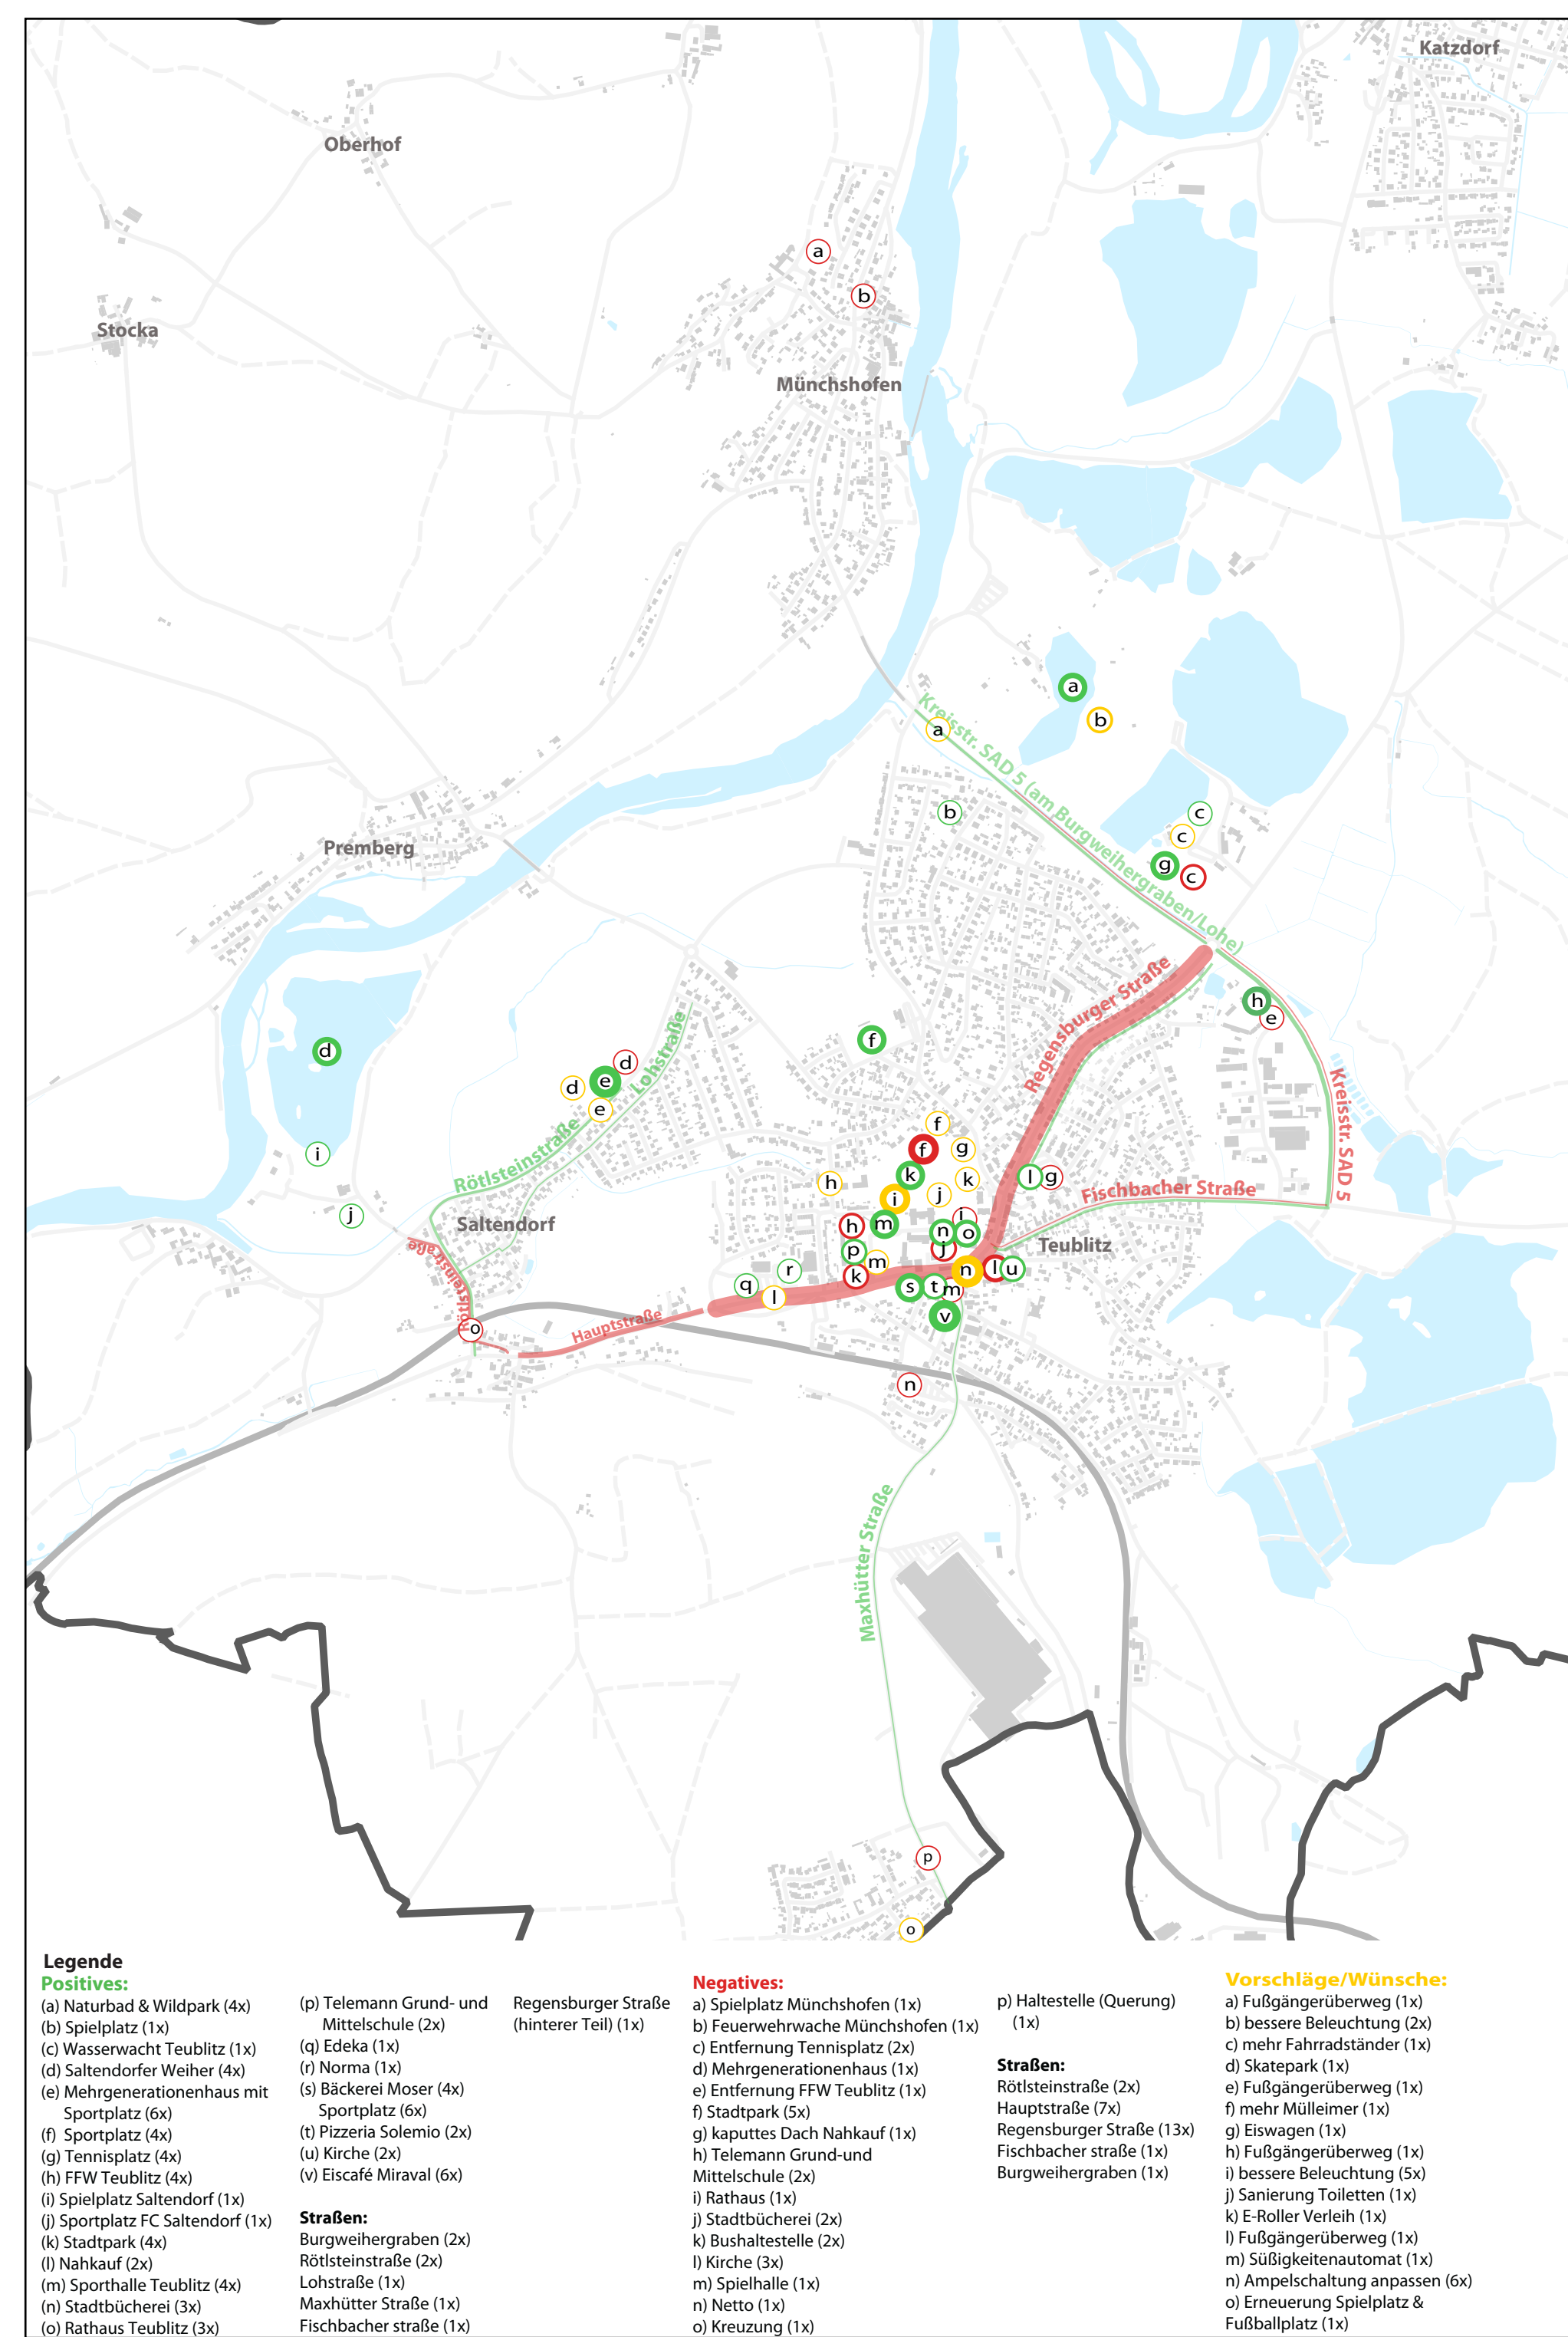 Katzdorf
Oberhof
a
b
Stocka
Münchshofen
a
b
Kreisstr. SAD 5 (am Burgweihergraben/Lohe)
a
b
c
c
g
c
Premberg
Regensburger Straße
h
e
f
d
d
e
d
e
Lohstraße
Rötlsteinstraße
Kreisstr. SAD 5
i
j
f
f
g
k
k
l
g
h
i
j
Fischbacher Straße
Saltendorf
Rötlsteinstraße
h
m
i
n
o
j
Teublitz
p
m
k
r
q
l
n
l
u
s
t
m
v
o
Hauptstraße
n
Maxhütter Straße
p
o
Legende
Positives:
(a) Naturbad & Wildpark (4x)
(b) Spielplatz (1x)
(c) Wasserwacht Teublitz (1x)
(d) Saltendorfer Weiher (4x)
(e) Mehrgenerationenhaus mit
Sportplatz (6x)
(f) Sportplatz (4x)
(g) Tennisplatz (4x)
(h) FFW Teublitz (4x)
(i) Spielplatz Saltendorf (1x)
(j) Sportplatz FC Saltendorf (1x)
(k) Stadtpark (4x)
(l) Nahkauf (2x)
(m) Sporthalle Teublitz (4x)
(n) Stadtbücherei (3x)
(o) Rathaus Teublitz (3x)
(p) Telemann Grund- und
Mittelschule (2x)
(q) Edeka (1x)
(r) Norma (1x)
(s) Bäckerei Moser (4x)
Sportplatz (6x)
(t) Pizzeria Solemio (2x)
(u) Kirche (2x)
(v) Eiscafé Miraval (6x)
Straßen:
Burgweihergraben (2x)
Rötlsteinstraße (2x)
Lohstraße (1x)
Maxhütter Straße (1x)
Fischbacher straße (1x)
Regensburger Straße
(hinterer Teil) (1x)
Negatives:
a) Spielplatz Münchshofen (1x)
b) Feuerwehrwache Münchshofen (1x)
c) Entfernung Tennisplatz (2x)
d) Mehrgenerationenhaus (1x)
e) Entfernung FFW Teublitz (1x)
f) Stadtpark (5x)
g) kaputtes Dach Nahkauf (1x)
h) Telemann Grund-und
Mittelschule (2x)
i) Rathaus (1x)
j) Stadtbücherei (2x)
k) Bushaltestelle (2x)
l) Kirche (3x)
m) Spielhalle (1x)
n) Netto (1x)
o) Kreuzung (1x)
p) Haltestelle (Querung)
(1x)
Straßen:
Rötlsteinstraße (2x)
Hauptstraße (7x)
Regensburger Straße (13x)
Fischbacher straße (1x)
Burgweihergraben (1x)
Vorschläge/Wünsche:
a) Fußgängerüberweg (1x)
b) bessere Beleuchtung (2x)
c) mehr Fahrradständer (1x)
d) Skatepark (1x)
e) Fußgängerüberweg (1x)
f) mehr Mülleimer (1x)
g) Eiswagen (1x)
h) Fußgängerüberweg (1x)
i) bessere Beleuchtung (5x)
j) Sanierung Toiletten (1x)
k) E-Roller Verleih (1x)
l) Fußgängerüberweg (1x)
m) Süßigkeitenautomat (1x)
n) Ampelschaltung anpassen (6x)
o) Erneuerung Spielplatz &
Fußballplatz (1x)